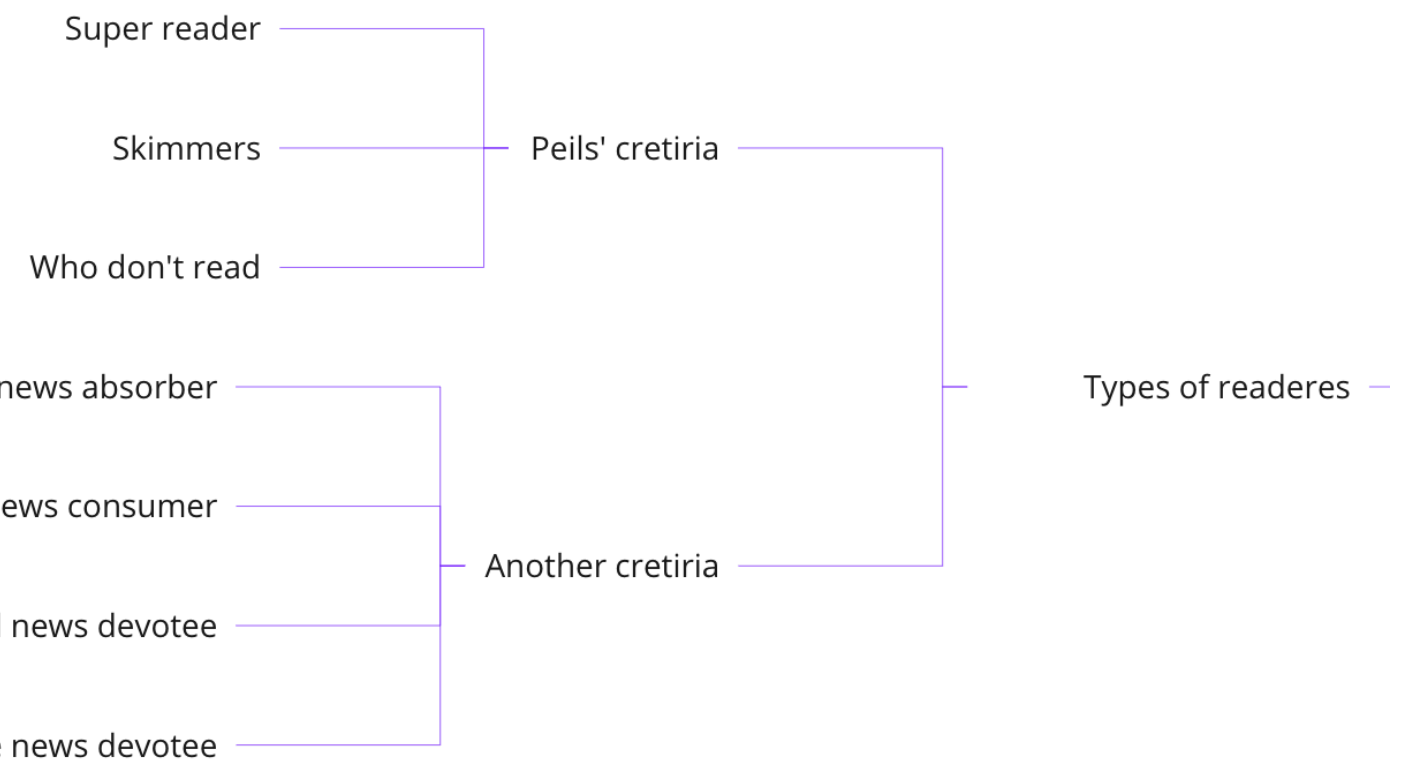 Super reader
Skimmers
Peils' cretiria
Who don't read
news absorber
Types of readeres
ews consumer
Another cretiria
news devotee
news devotee